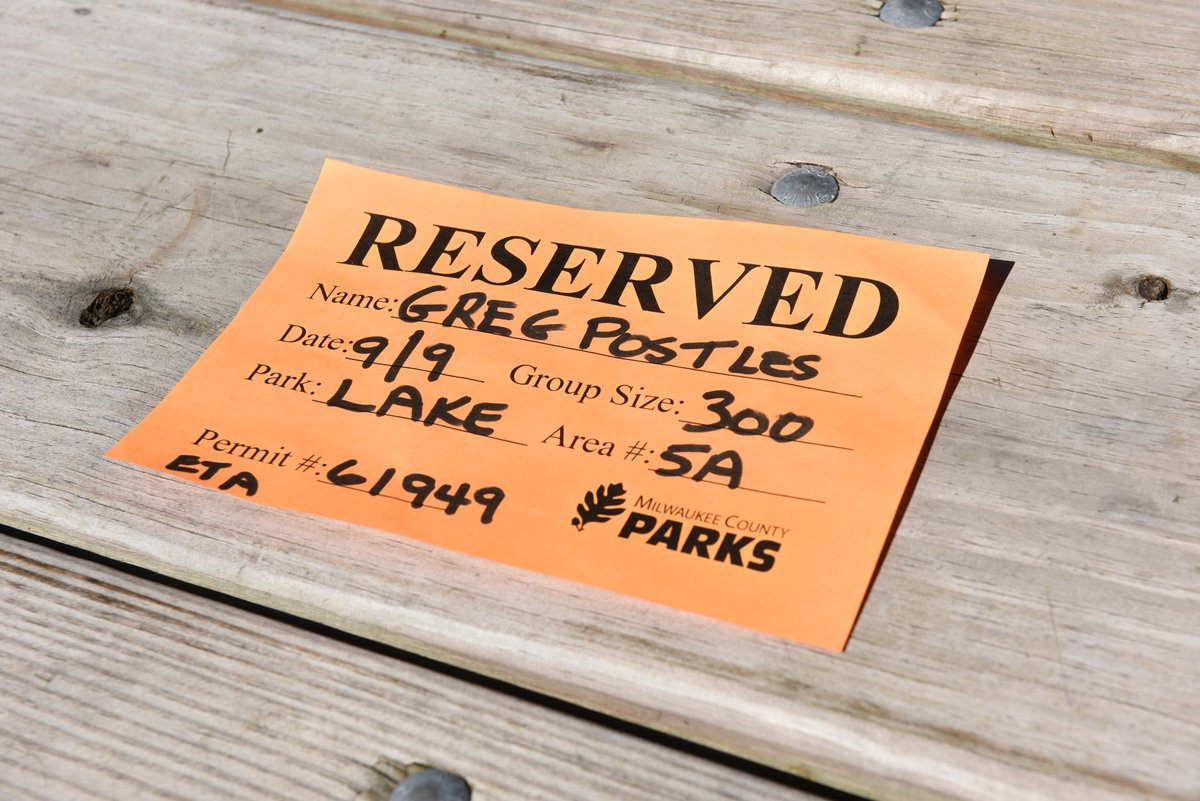 RESERVED
Name: GREG POSTLES
Date: 9/9 Group Size: 300
Park: LAKE Area #: 5A
Permit #: 61949
ETA
MILWAUKEE COUNTY
PARKS